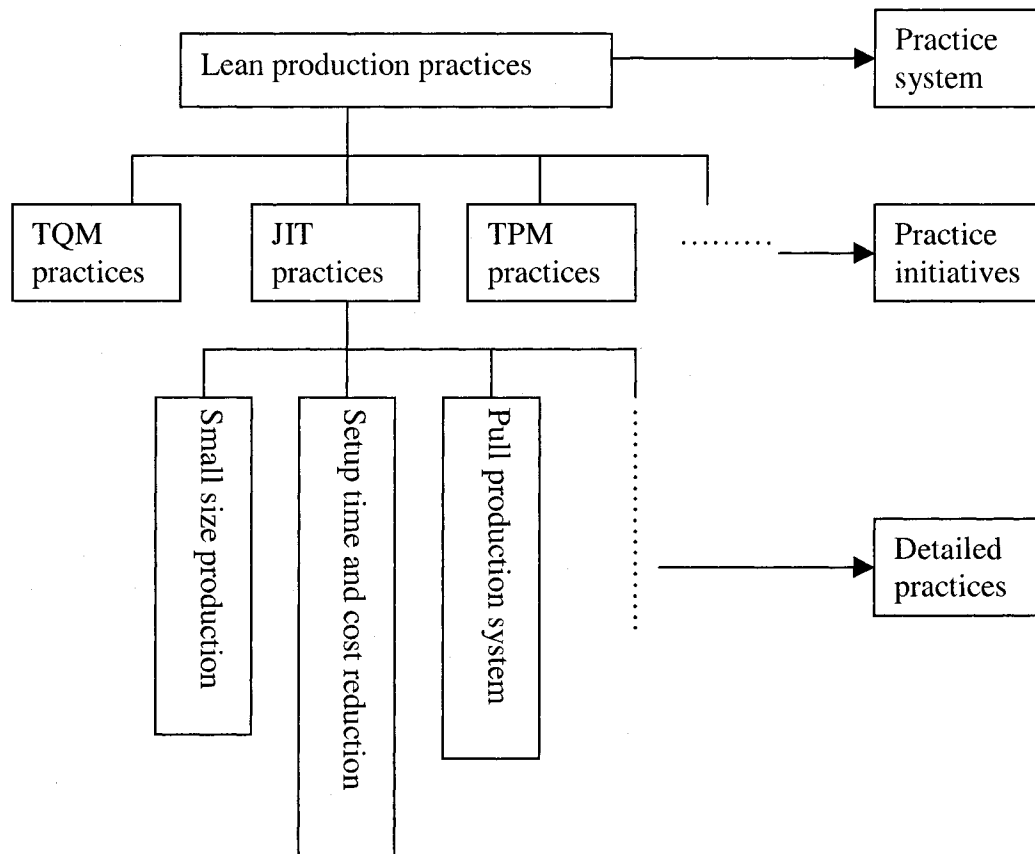 Lean production practices
Practice
system
TQM
practices
JIT
practices
TPM
practices
.........
Practice
initiatives
Small size production
Setup time and cost reduction
Pull production system
Detailed
practices